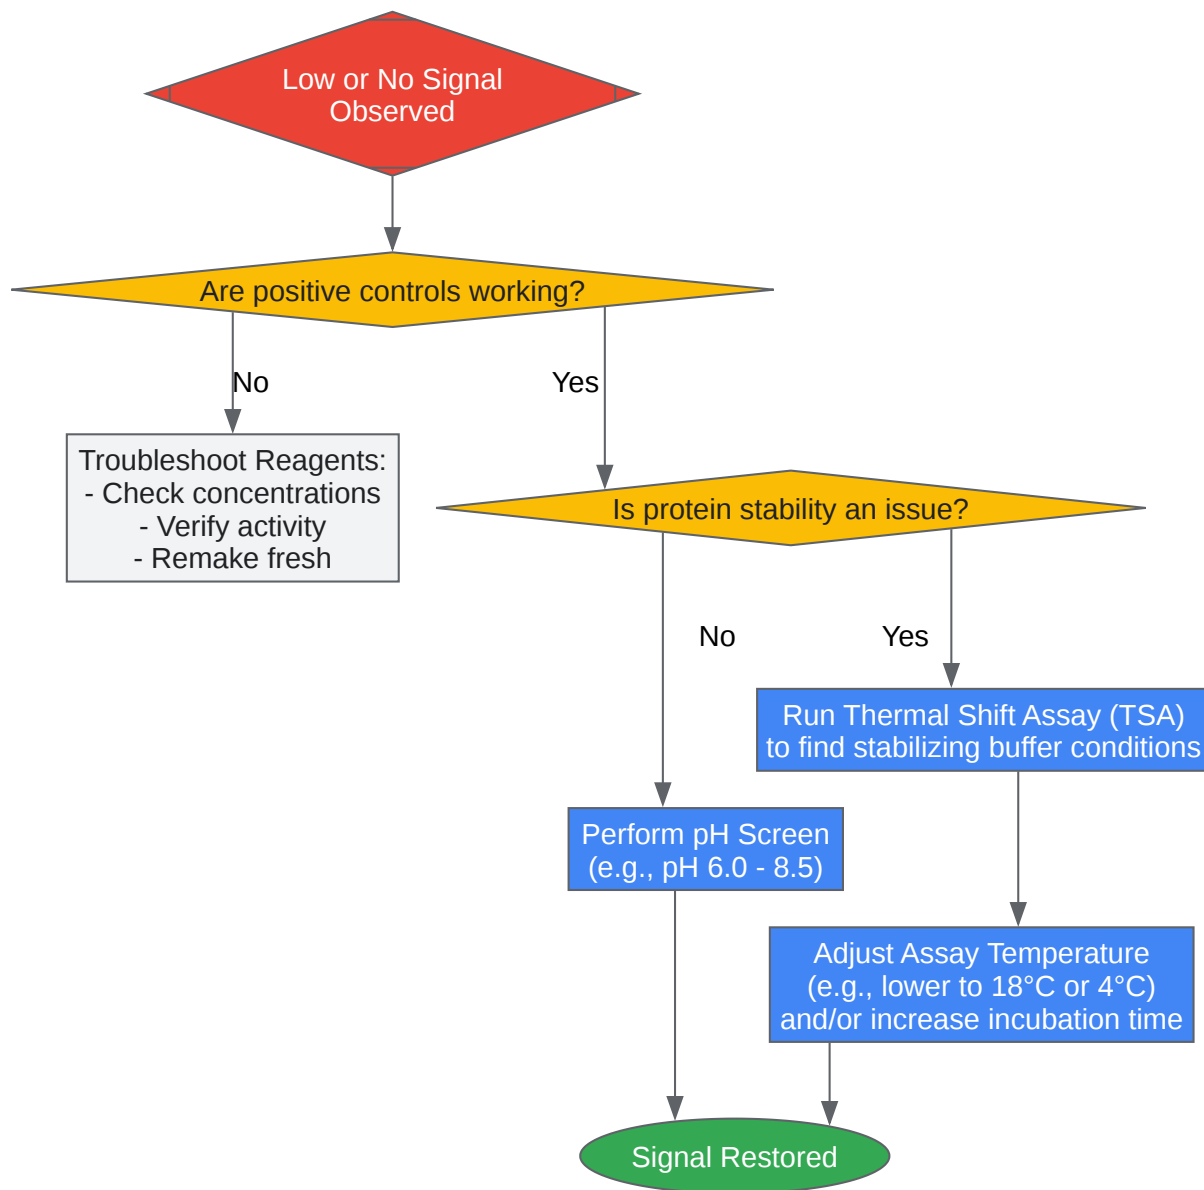 Low or No Signal
Observed
Are positive controls working?
No
Yes
Troubleshoot Reagents:
- Check concentrations
- Verify activity
- Remake fresh
Is protein stability an issue?
No
Yes
Run Thermal Shift Assay (TSA)
to find stabilizing buffer conditions
Perform pH Screen
(e.g., pH 6.0 - 8.5)
Adjust Assay Temperature
(e.g., lower to 18°C or 4°C)
and/or increase incubation time
Signal Restored